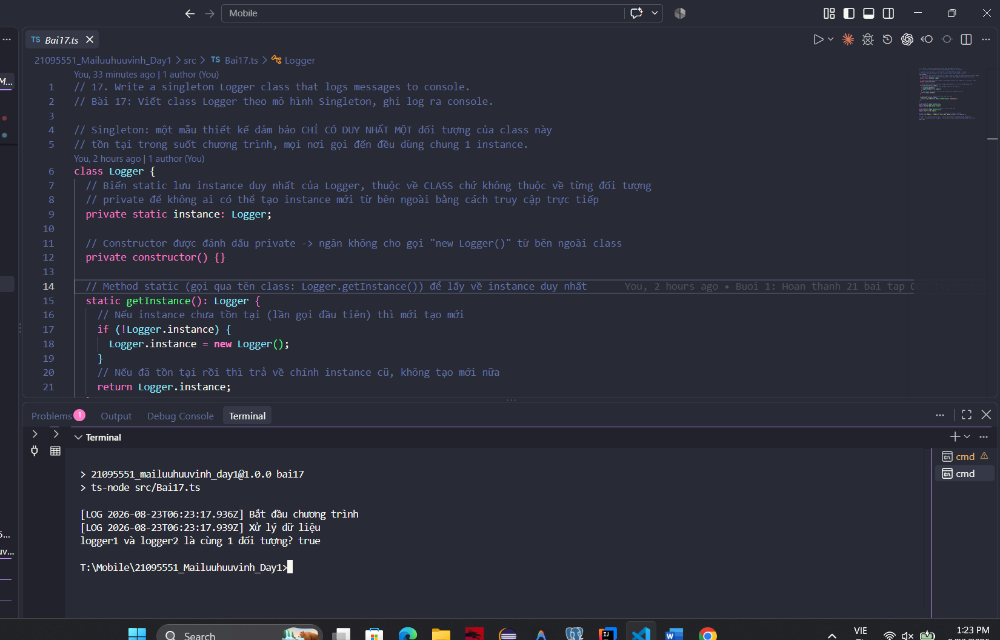 Mobile
TS Bai17.ts
21095551_Mailuuhuuvinh_Day1 > src > TS Bai17.ts > Logger
M...
You, 33 minutes ago | 1 author (You)
1 // 17. Write a singleton Logger class that logs messages to console.
2 // Bài 17: Viết class Logger theo mô hình Singleton, ghi log ra console.
3
4 // Singleton: một mẫu thiết kế đảm bảo CHỈ CÓ DUY NHẤT MỘT đối tượng của class này
5 // tồn tại trong suốt chương trình, mọi nơi gọi đến đều dùng chung 1 instance.
You, 2 hours ago | 1 author (You)
6 class Logger {
7 // Biến static lưu instance duy nhất của Logger, thuộc về CLASS chứ không thuộc về từng đối tượng
8 // private để không ai có thể tạo instance mới từ bên ngoài bằng cách truy cập trực tiếp
9 private static instance: Logger;
10
11 // Constructor được đánh dấu private -> ngăn không cho gọi "new Logger()" từ bên ngoài class
12 private constructor() {}
13
14 // Method static (gọi qua tên class: Logger.getInstance()) để lấy về instance duy nhất You, 2 hours ago • Buoi 1: Hoan thanh 21 bai tap
15 static getInstance(): Logger {
16 // Nếu instance chưa tồn tại (lần gọi đầu tiên) thì mới tạo mới
17 if (!Logger.instance) {
18 Logger.instance = new Logger();
19 }
20 // Nếu đã tồn tại rồi thì trả về chính instance cũ, không tạo mới nữa
21 return Logger.instance;
Problems 1 Output Debug Console Terminal
Terminal
cmd
cmd
> 21095551_mailuuhuuvinh_day1@1.0.0 bai17
> ts-node src/Bai17.ts
[LOG 2026-08-23T06:23:17.936Z] Bắt đầu chương trình
[LOG 2026-08-23T06:23:17.939Z] Xử lý dữ liệu
logger1 và logger2 là cùng 1 đối tượng? true
T:\Mobile\21095551_Mailuuhuuvinh_Day1>
Search
VIE
1:23 PM